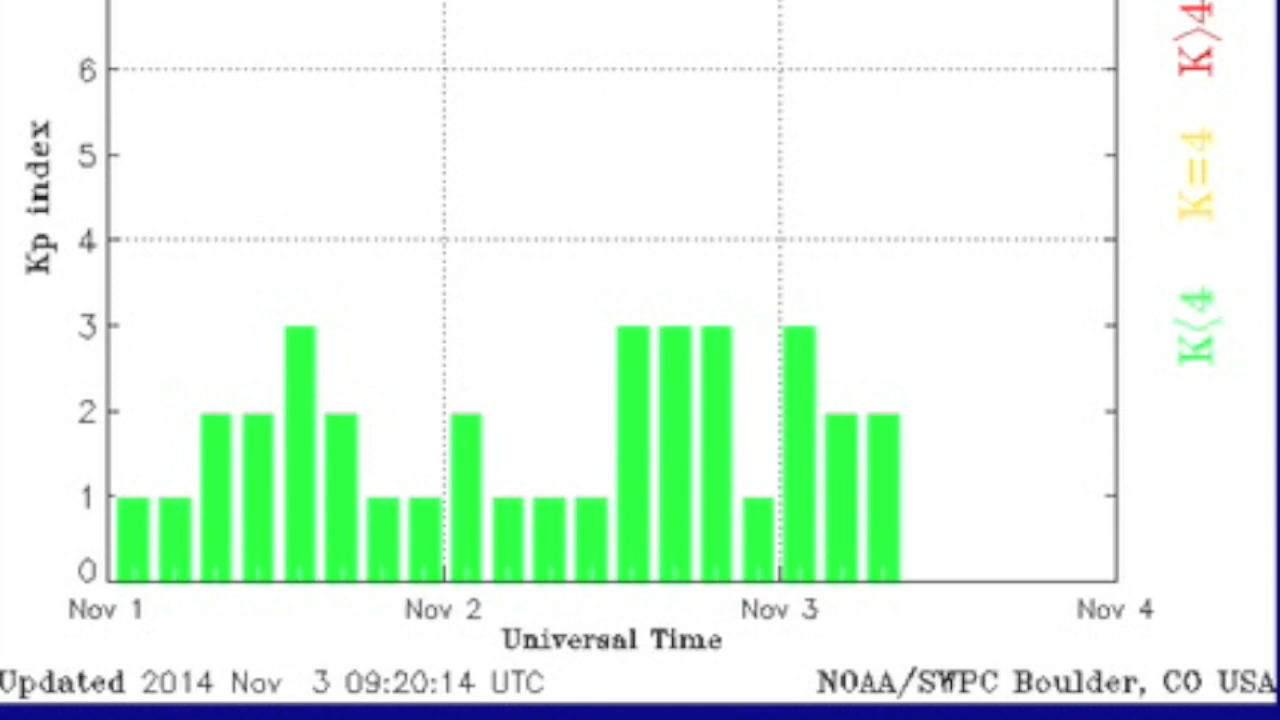 6
5
4
3
2
1
0
Kp index
K>4
K=4
K<4
Nov 1 Nov 2 Nov 3 Nov 4
Universal Time
Updated 2014 Nov 3 09:20:14 UTC NOAA/SWPC Boulder, CO USA